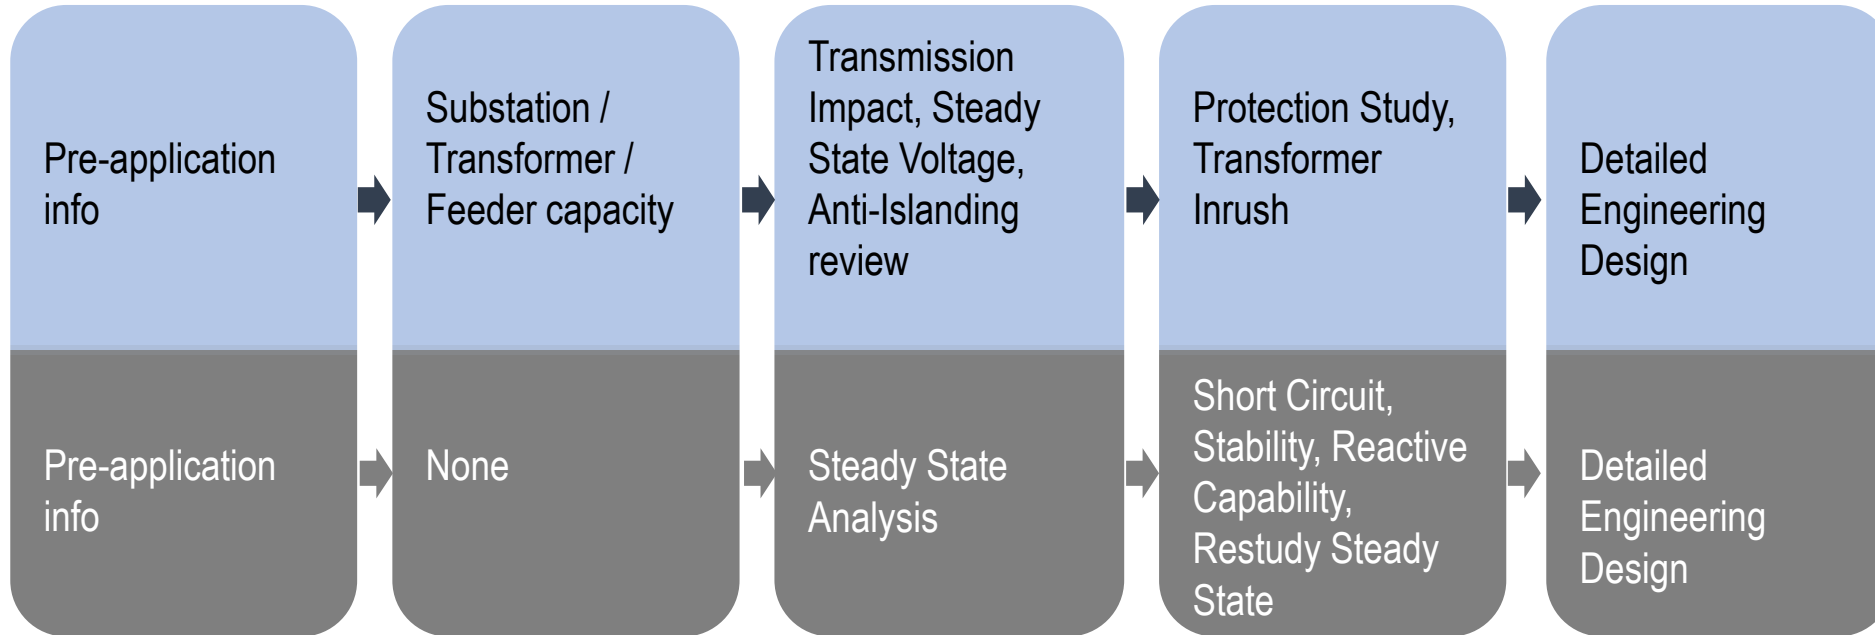 Pre-application
info
Substation /
Transformer /
Feeder capacity
Transmission
Impact, Steady
State Voltage,
Anti-Islanding
review
Protection Study,
Transformer
Inrush
Detailed
Engineering
Design
Pre-application
info
None
Steady State
Analysis
Short Circuit,
Stability, Reactive
Capability,
Restudy Steady
State
Detailed
Engineering
Design